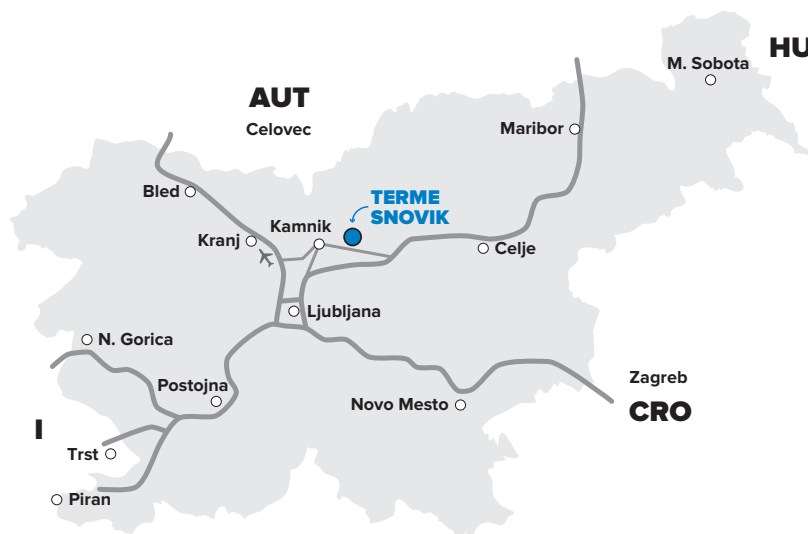 HU
M. Sobota
AUT
Celovec
Maribor
Bled
TERME
SNOVIK
Kamnik
Kranj
Celje
Ljubljana
N. Gorica
Postojna
Zagreb
Novo Mesto
CRO
I
Trst
Piran